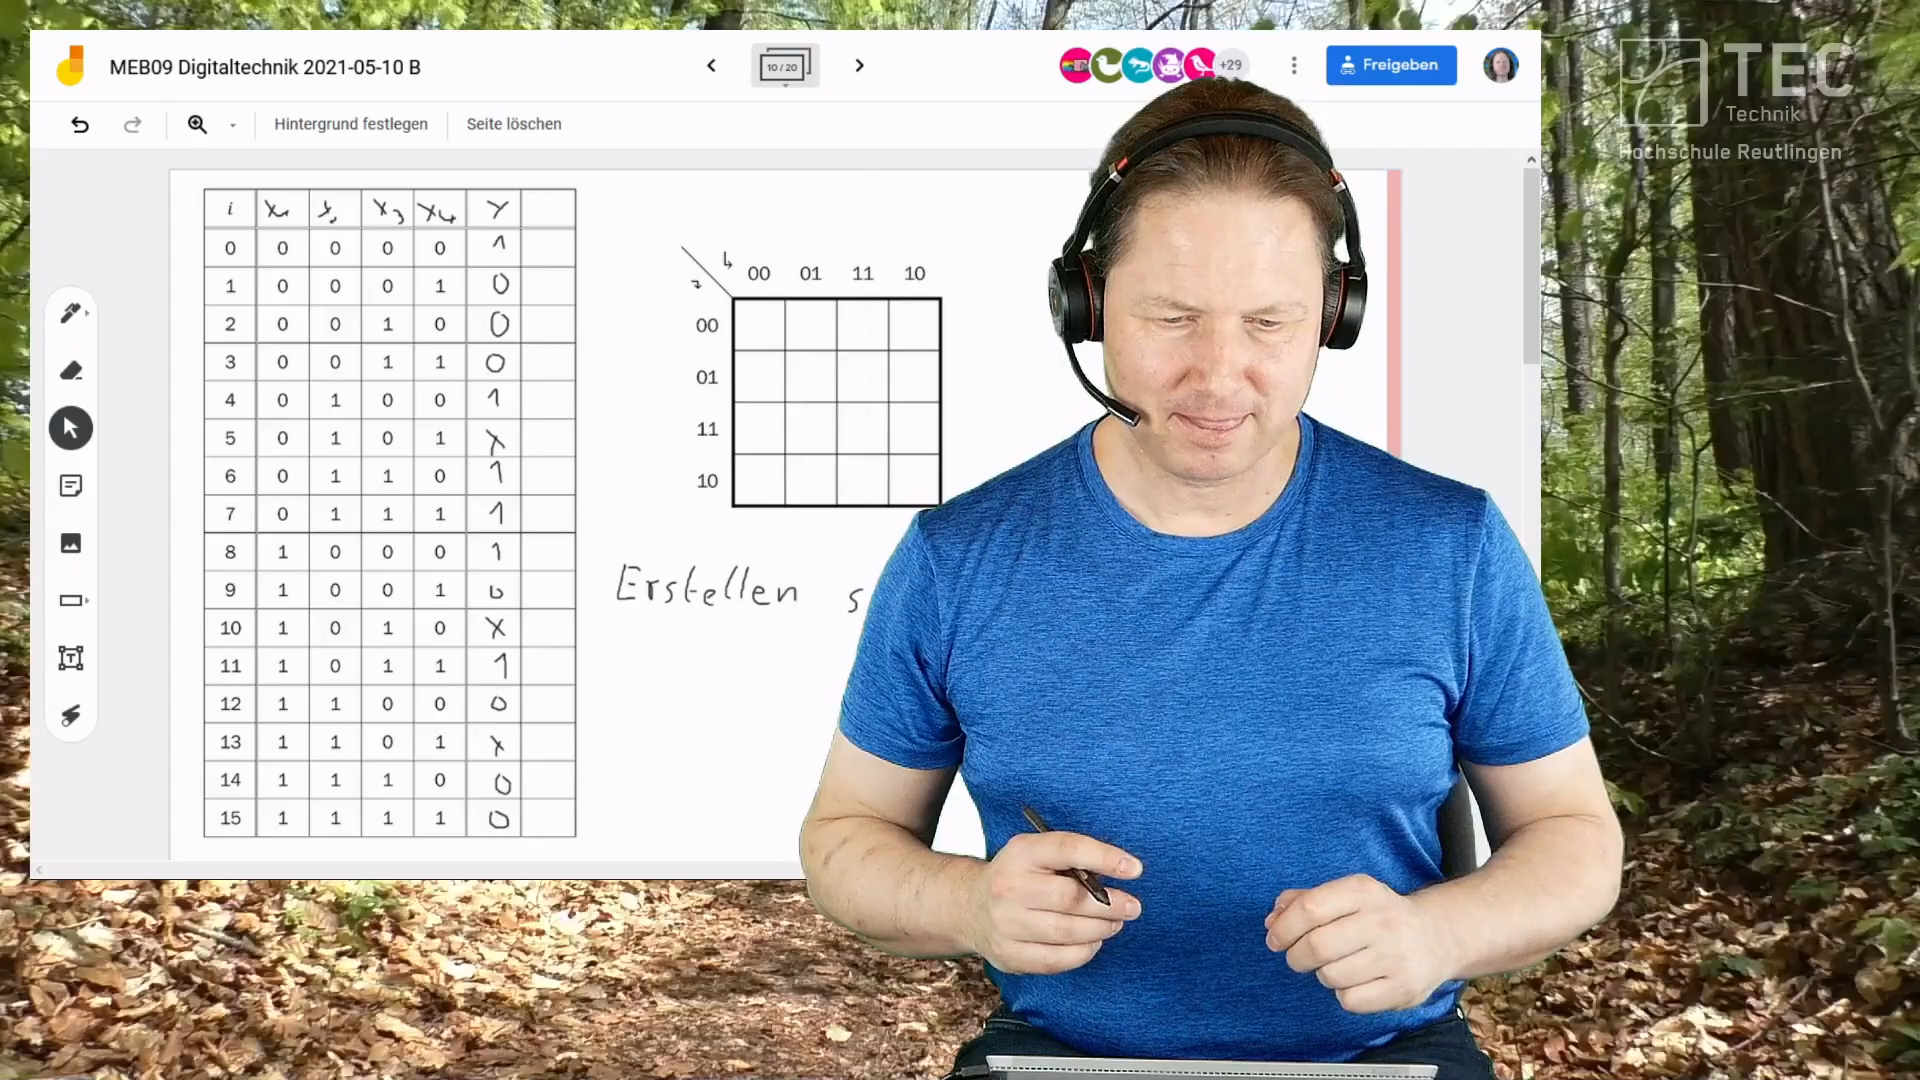 MEB09 Digitaltechnik 2021-05-10 B
10 / 20
+29
Freigeben
TEC
Technik
Hochschule Reutlingen
Hintergrund festlegen
Seite löschen
i x1 x2 x3 x4 Y
0 0 0 0 0 1
1 0 0 0 1 0
2 0 0 1 0 0
3 0 0 1 1 0
4 0 1 0 0 1
5 0 1 0 1 X
6 0 1 1 0 1
7 0 1 1 1 1
8 1 0 0 0 1
9 1 0 0 1 0
10 1 0 1 0 X
11 1 0 1 1 1
12 1 1 0 0 0
13 1 1 0 1 X
14 1 1 1 0 0
15 1 1 1 1 0
00 01 11 10
00
01
11
10
Erstellen s